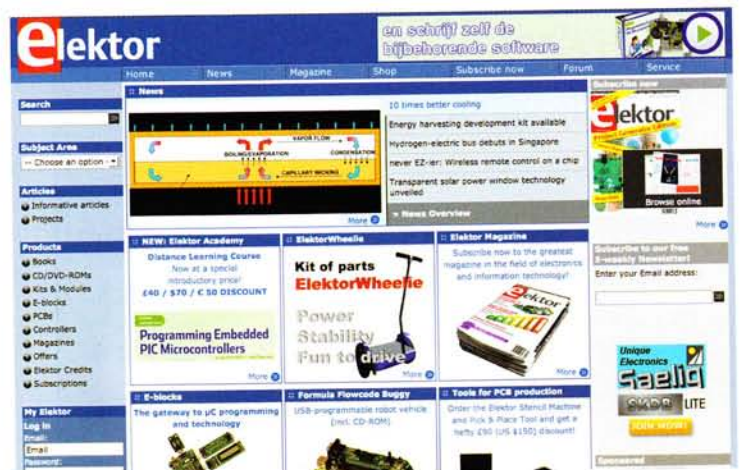 elektor
en schrijf zelf de
bijbehorende software
Home News Magazine Shop Subscribe now Forum Service
Search
Subject Area
-- Choose an option -
Articles
Informative articles
Projects
Products
Books
CD/DVD-ROMs
Kits & Modules
E-blocks
PCBs
Controllers
Magazines
Offers
Elektor Credits
Subscriptions
My Elektor
Log In
Email:
Email
Password:
:: News
VAPOR FLOW
BOILING/EVAPORATION
CONDENSATION
CAPILLARY WICKING
More
10 times better cooling
Energy harvesting development kit available
Hydrogen-electric bus debuts in Singapore
never EZ-ier: Wireless remote control on a chip
Transparent solar power window technology
unveiled
» News Overview
:: NEW: Elektor Academy
Distance Learning Course
Now at a special
introductory price!
£40 / $70 / € 50 DISCOUNT
Programming Embedded
PIC Microcontrollers
More
:: ElektorWheelie
Kit of parts
ElektorWheelie
Power
Stability
Fun to drive
More
:: Elektor Magazine
Subscribe now to the greatest
magazine in the field of electronics
and information technology!
elektor
More
:: E-blocks
The gateway to µC programming
and technology
:: Formula Flowcode Buggy
USB-programmable robot vehicle
(incl. CD-ROM)
:: Tools for PCB production
Order the Elektor Stencil Machine
and Pick & Place Tool and get a
hefty £90 (US $150) discount!
Subscribe now
elektor
Browse online
More
Subscribe to our free
E-weekly Newsletter!
Enter your Email address:
Unique
Electronics
Saelig
LITE
JOIN NOW!
Sponsored